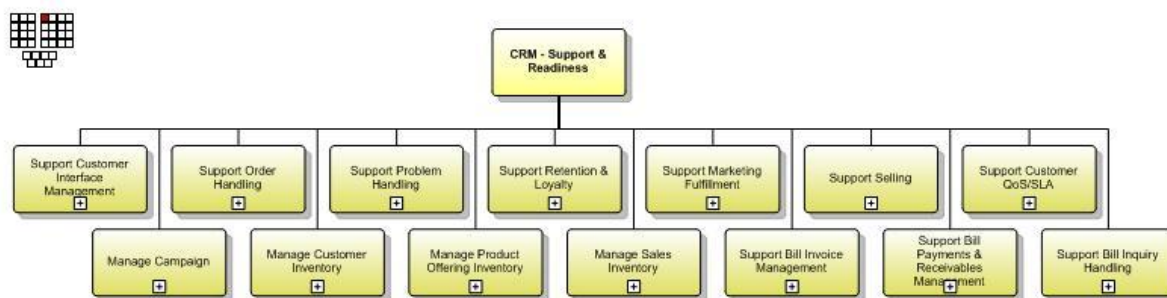 CRM - Support &
Readiness
Support Customer
Interface
Management
Support Order
Handling
Support Problem
Handling
Support Retention &
Loyalty
Support Marketing
Fulfillment
Support Selling
Support Customer
QoS/SLA
Manage Campaign
Manage Customer
Inventory
Manage Product
Offering Inventory
Manage Sales
Inventory
Support Bill Invoice
Management
Support Bill
Payments &
Receivables
Management
Support Bill Inquiry
Handling